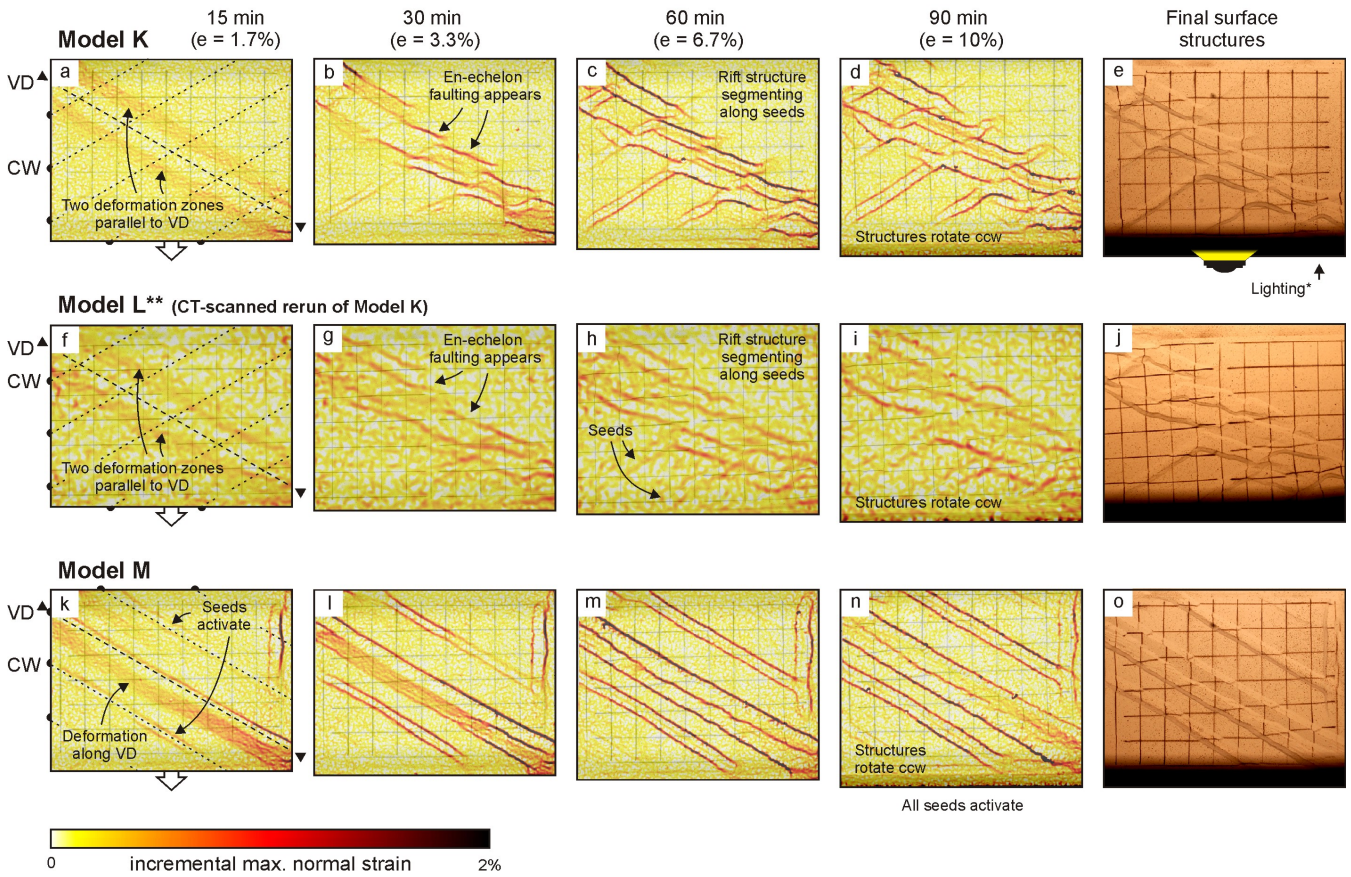 15 min
(e = 1.7%)
30 min
(e = 3.3%)
60 min
(e = 6.7%)
90 min
(e = 10%)
Final surface
structures
Model K
VD
CW
a
Two deformation zones
parallel to VD
b
En-echelon
faulting appears
c
Rift structure
segmenting
along seeds
d
Structures rotate ccw
e
Lighting*
Model L** (CT-scanned rerun of Model K)
VD
CW
f
Two deformation zones
parallel to VD
g
En-echelon
faulting appears
h
Rift structure
segmenting
along seeds
Seeds
i
Structures rotate ccw
j
Model M
VD
CW
k
Seeds
activate
Deformation
along VD
l
m
n
Structures
rotate ccw
All seeds activate
o
0
incremental max. normal strain
2%